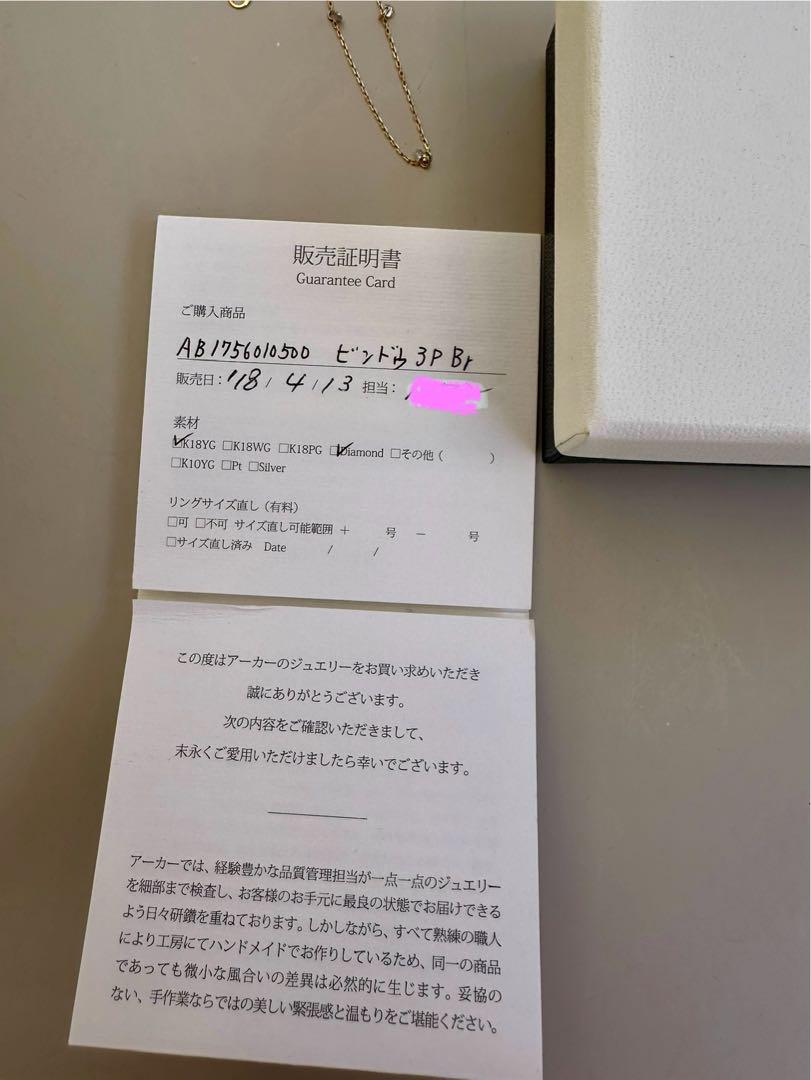 販売証明書
Guarantee Card
ご購入商品
AB1756010500 ビンドゥ 3P Br
販売日：'18/ 4/13 担当：
素材
☑K18YG □K18WG □K18PG ☑Diamond □その他（ ）
□K10YG □Pt □Silver
リングサイズ直し（有料）
□可 □不可 サイズ直し可能範囲 ＋ 号 － 号
□サイズ直し済み Date / /
この度はアーカーのジュエリーをお買い求めいただき
誠にありがとうございます。
次の内容をご確認いただきまして、
末永くご愛用いただけましたら幸いでございます。
アーカーでは、経験豊かな品質管理担当が一点一点のジュエリー
を細部まで検査し、お客様のお手元に最良の状態でお届けできる
よう日々研鑽を重ねております。しかしながら、すべて熟練の職人
により工房にてハンドメイドでお作りしているため、同一の商品
であっても微小な風合いの差異は必然的に生じます。妥協の
ない、手作業ならではの美しい緊張感と温もりをご堪能ください。